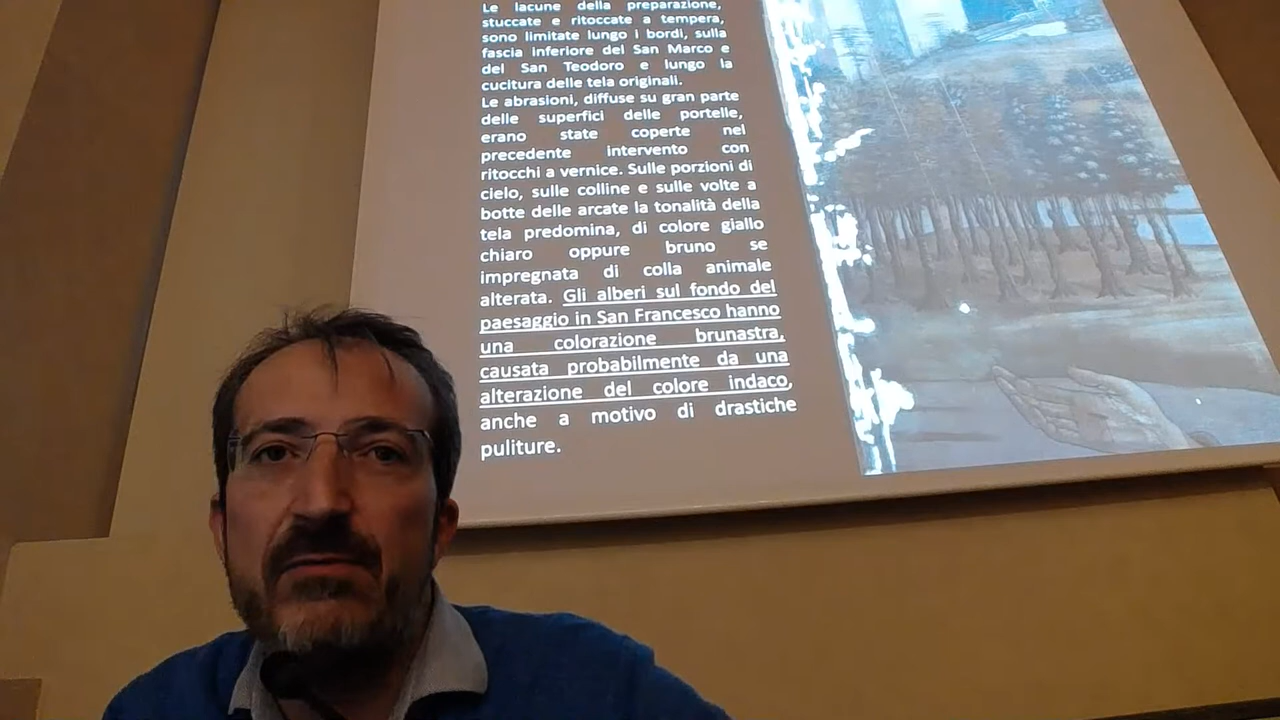 Le lacune della preparazione,
stuccate e ritoccate a tempera,
sono limitate lungo i bordi, sulla
fascia inferiore del San Marco e
del San Teodoro e lungo la
cucitura delle tela originali.
Le abrasioni, diffuse su gran parte
delle superfici delle portelle,
erano state coperte nel
precedente intervento con
ritocchi a vernice. Sulle porzioni di
cielo, sulle colline e sulle volte a
botte delle arcate la tonalità della
tela predomina, di colore giallo
chiaro oppure bruno se
impregnata di colla animale
alterata. Gli alberi sul fondo del
paesaggio in San Francesco hanno
una colorazione brunastra,
causata probabilmente da una
alterazione del colore indaco,
anche a motivo di drastiche
puliture.